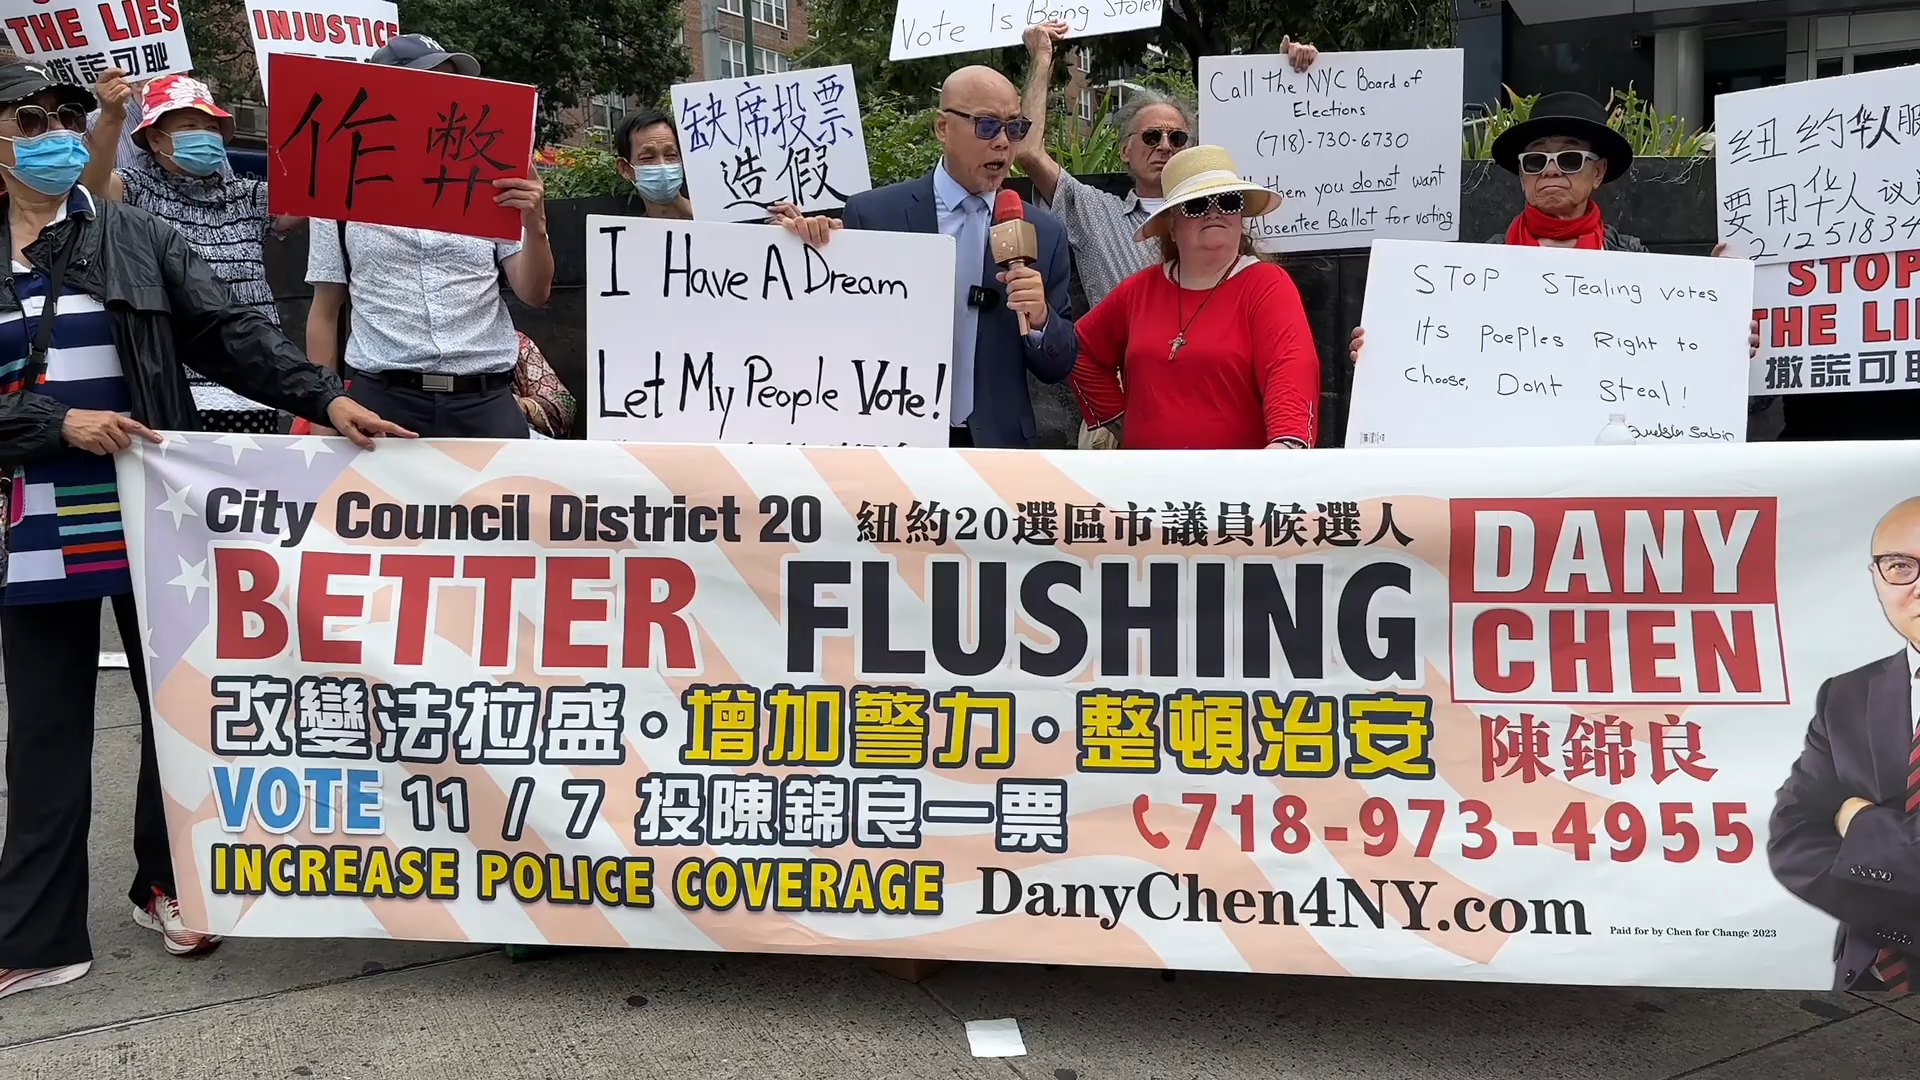 THE LIES
撒謊可耻
INJUSTICE
作弊
缺席投票
造假
Vote Is Being Stolen
Call the NYC Board of
Elections
(718)-730-6730
them you do not want
Absentee Ballot for voting
纽约华人服
要用华人议
2125183
STOP
THE LI
撒謊可
I Have A Dream
Let My People Vote!
STOP Stealing Votes
Its Poeples Right to
Choose, Dont Steal!
Sabir
City Council District 20 紐約20選區市議員候選人
BETTER FLUSHING
DANY
CHEN
改變法拉盛·增加警力·整頓治安
陳錦良
VOTE 11 / 7 投陳錦良一票
718-973-4955
INCREASE POLICE COVERAGE
DanyChen4NY.com
Paid for by Chen for Change 2023